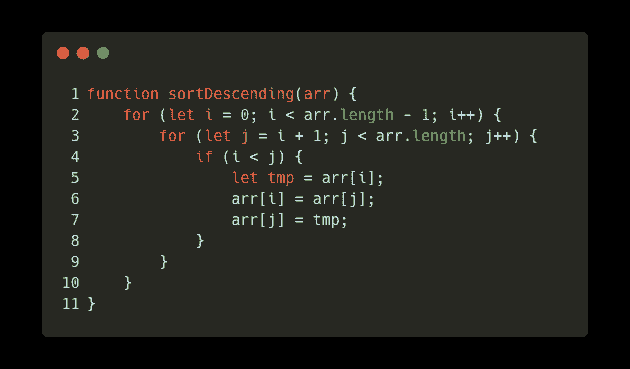 1 function sortDescending(arr) {
2     for (let i = 0; i < arr.length - 1; i++) {
3         for (let j = i + 1; j < arr.length; j++) {
4             if (i < j) {
5                 let tmp = arr[i];
6                 arr[i] = arr[j];
7                 arr[j] = tmp;
8             }
9         }
10     }
11 }